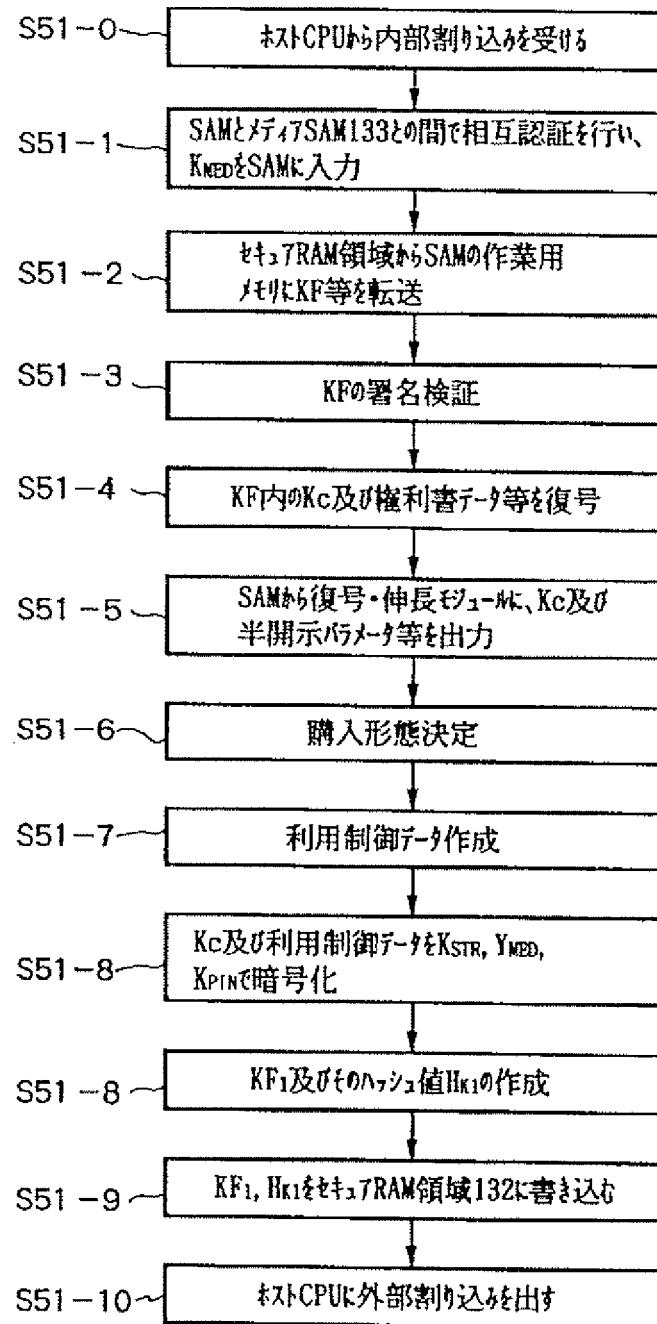 S51-0
ホストCPUから内部割り込みを受ける
S51-1
SAMとメディアSAM133との間で相互認証を行い、
KMEDをSAMに入力
S51-2
セキュアRAM領域からSAMの作業用
メモリにKF等を転送
S51-3
KFの署名検証
S51-4
KF内のKc及び権利書データ等を復号
S51-5
SAMから復号・伸長モジュールに、Kc及び
半開示パラメータ等を出力
S51-6
購入形態決定
S51-7
利用制御データ作成
S51-8
Kc及び利用制御データをKSTR, YMED,
KPINで暗号化
S51-8
KF1及びそのハッシュ値HK1の作成
S51-9
KF1, HK1をセキュアRAM領域132に書き込む
S51-10
ホストCPUに外部割り込みを出す